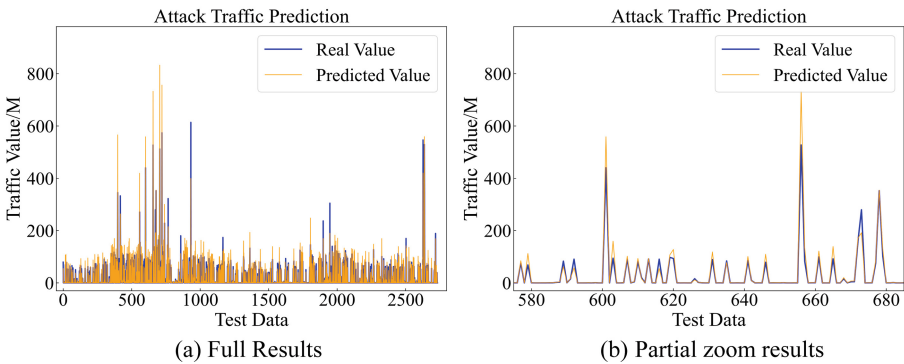 Attack Traffic Prediction
Real Value
Predicted Value
Traffic Value/M
800
600
400
200
0
0 500 1000 1500 2000 2500
Test Data
(a) Full Results
Attack Traffic Prediction
Real Value
Predicted Value
Traffic Value/M
800
600
400
200
0
580 600 620 640 660 680
Test Data
(b) Partial zoom results